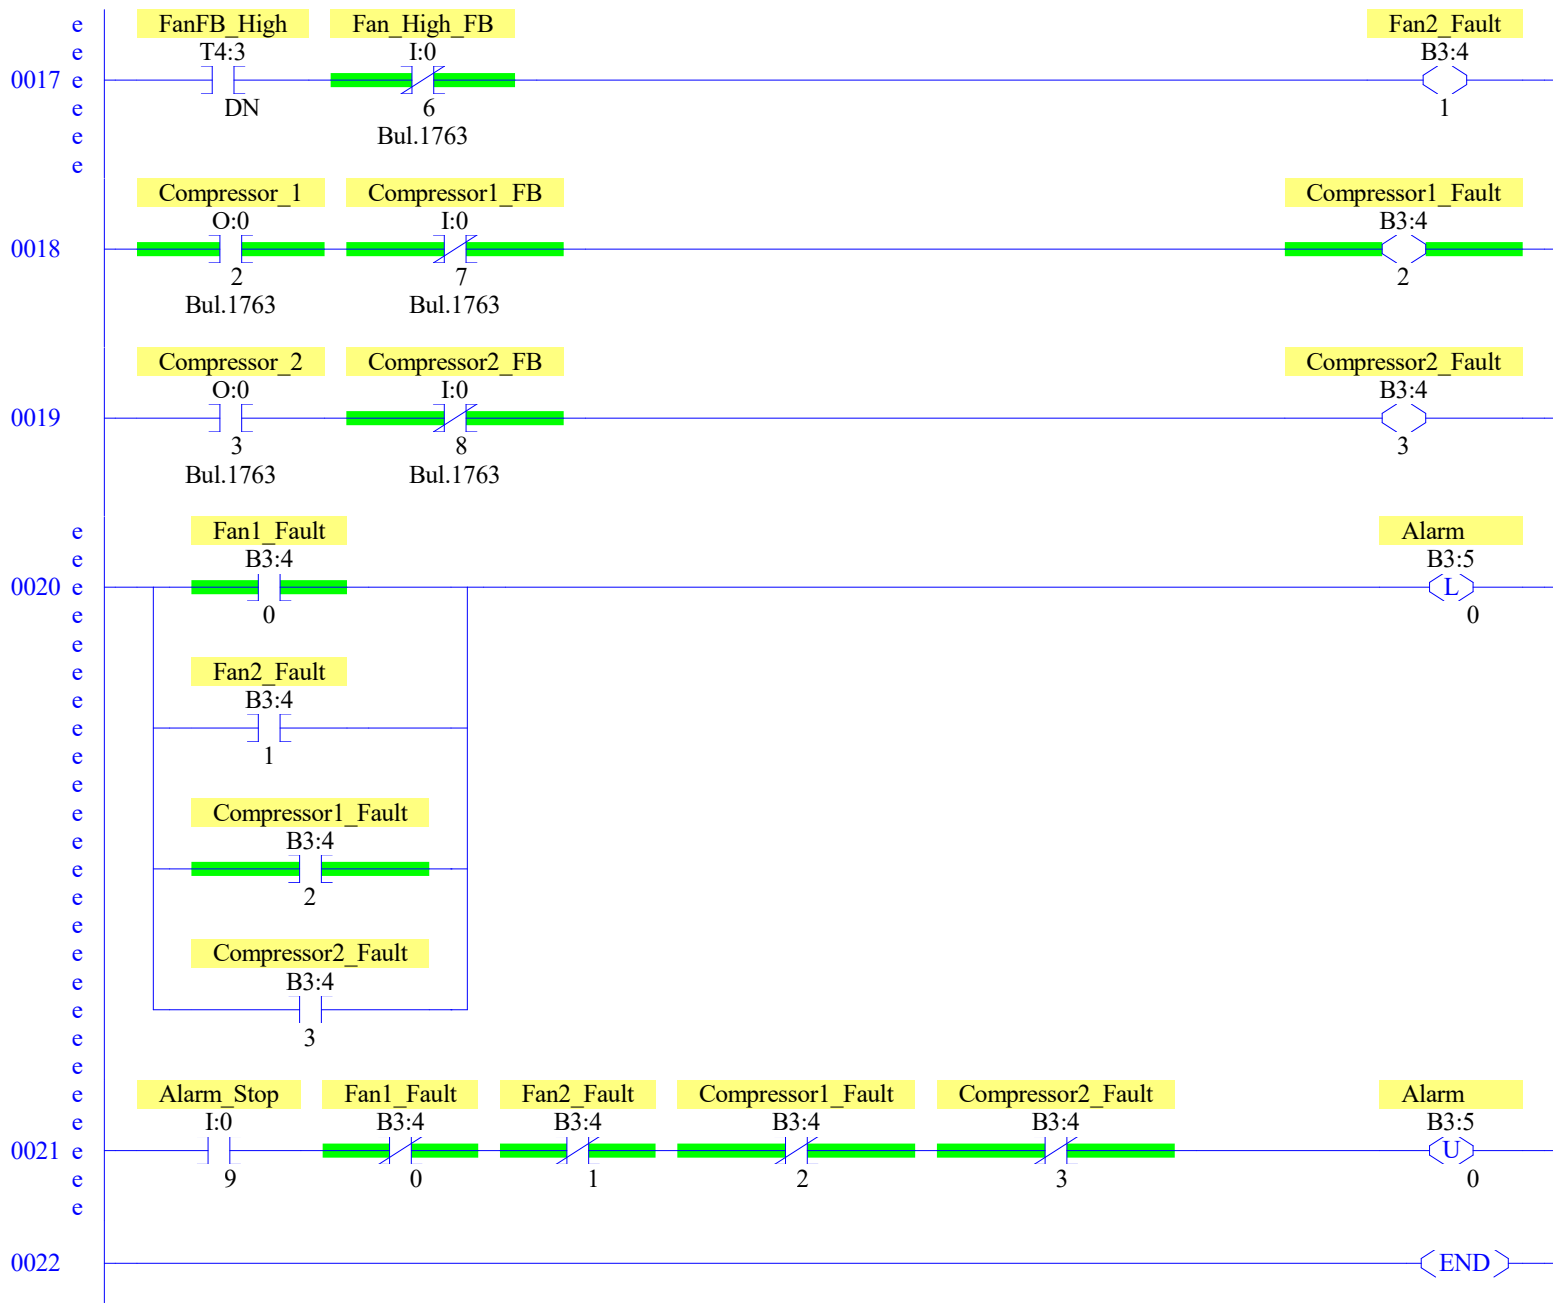 e
FanFB_High Fan_High_FB Fan2_Fault
e
T4:3 I:0 B3:4
0017 e
e
DN 6 1
e
Bul.1763
e
Compressor_1 Compressor1_FB Compressor1_Fault
O:0 I:0 B3:4
0018
2 7 2
Bul.1763 Bul.1763
Compressor_2 Compressor2_FB Compressor2_Fault
O:0 I:0 B3:4
0019
3 8 3
Bul.1763 Bul.1763
e
Fan1_Fault Alarm
e
B3:4 B3:5
0020 e L
e
0 0
e
e
Fan2_Fault
e
B3:4
e
e
1
e
e
Compressor1_Fault
e
B3:4
e
e
2
e
e
Compressor2_Fault
e
B3:4
e
e
3
e
e
Alarm_Stop Fan1_Fault Fan2_Fault Compressor1_Fault Compressor2_Fault Alarm
e
I:0 B3:4 B3:4 B3:4 B3:4 B3:5
0021 e U
e
9 0 1 2 3 0
e
0022 END